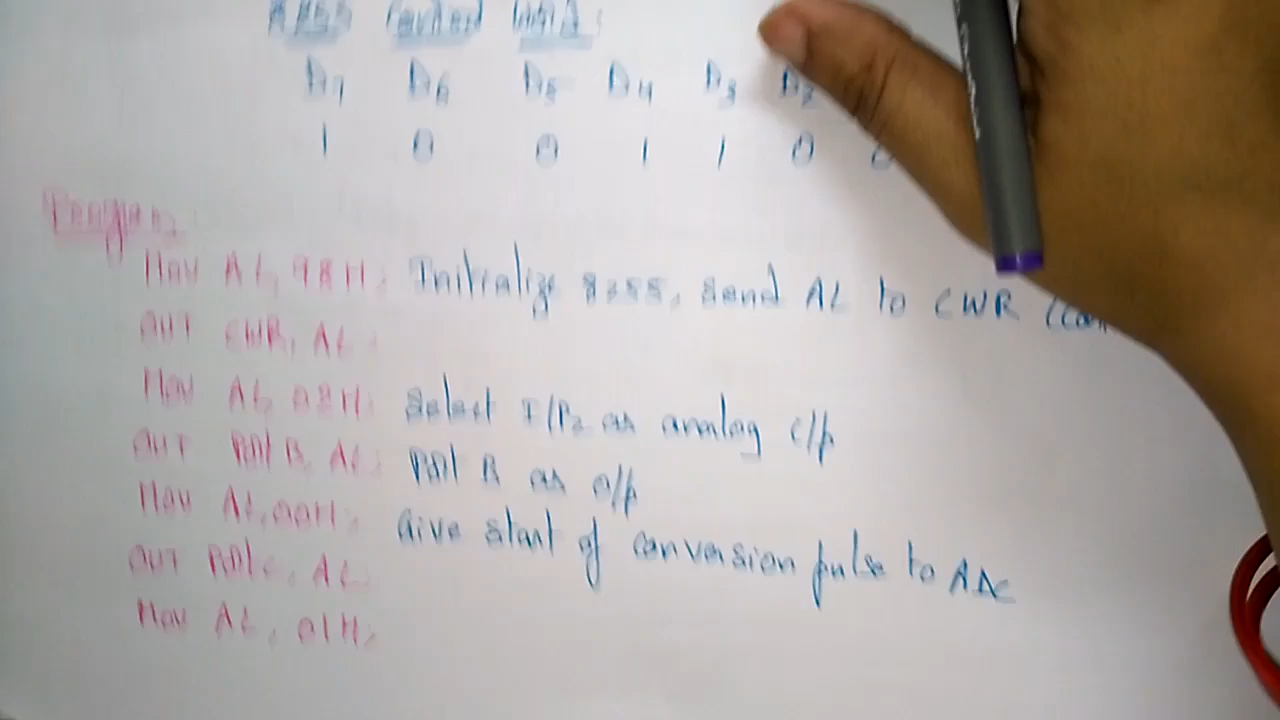 8255 Control Word:
D7 D6 D5 D4 D3 D2
1 0 0 1 1 0 0
Program:
MOV AL, 98H; Initialize 8255, send AL to CWR (Con
OUT CWR, AL;
MOV AL, 02H; Select I/P2 as analog i/p
OUT Port B, AL; Port B as o/p
MOV AL, 00H; Give start of conversion pulse to ADC
OUT Port C, AL
MOV AL, 01H;